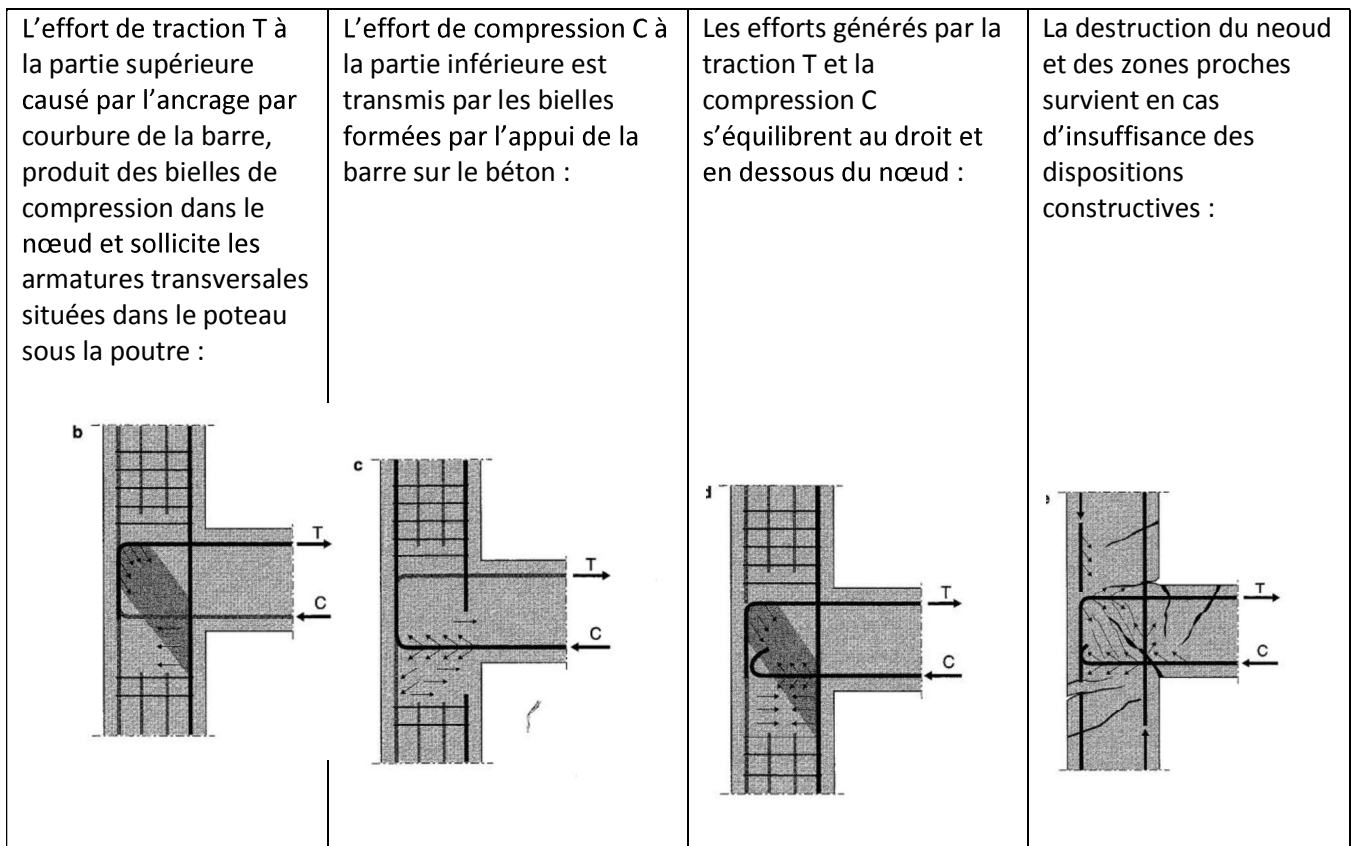 L’effort de traction T à
la partie supérieure
causé par l’ancrage par
courbure de la barre,
produit des bielles de
compression dans le
nœud et sollicite les
armatures transversales
situées dans le poteau
sous la poutre :
b
T
C
L’effort de compression C à
la partie inférieure est
transmis par les bielles
formées par l’appui de la
barre sur le béton :
c
T
C
Les efforts générés par la
traction T et la
compression C
s’équilibrent au droit et
en dessous du nœud :
d
T
C
La destruction du neoud
et des zones proches
survient en cas
d’insuffisance des
dispositions
constructives :
T
C